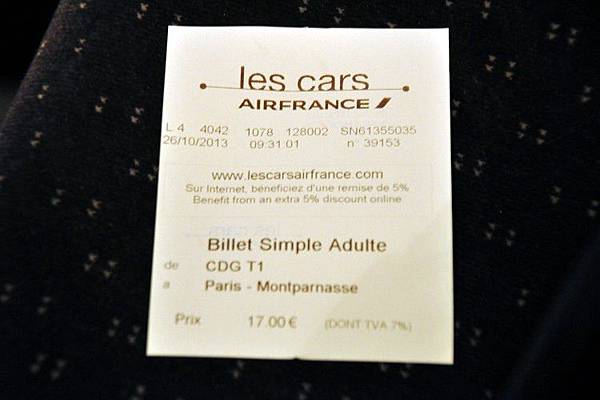 les cars
AIRFRANCE
L 4 4042 1078 128002 SN61355035
26/10/2013 09:31.01 n° 39153
www.lescarsairfrance.com
Sur Internet, bénéficiez d'une remise de 5%
Benefit from an extra 5% discount online
Billet Simple Adulte
de CDG T1
a Paris - Montparnasse
Prix 17.00 € (DONT TVA 7%)